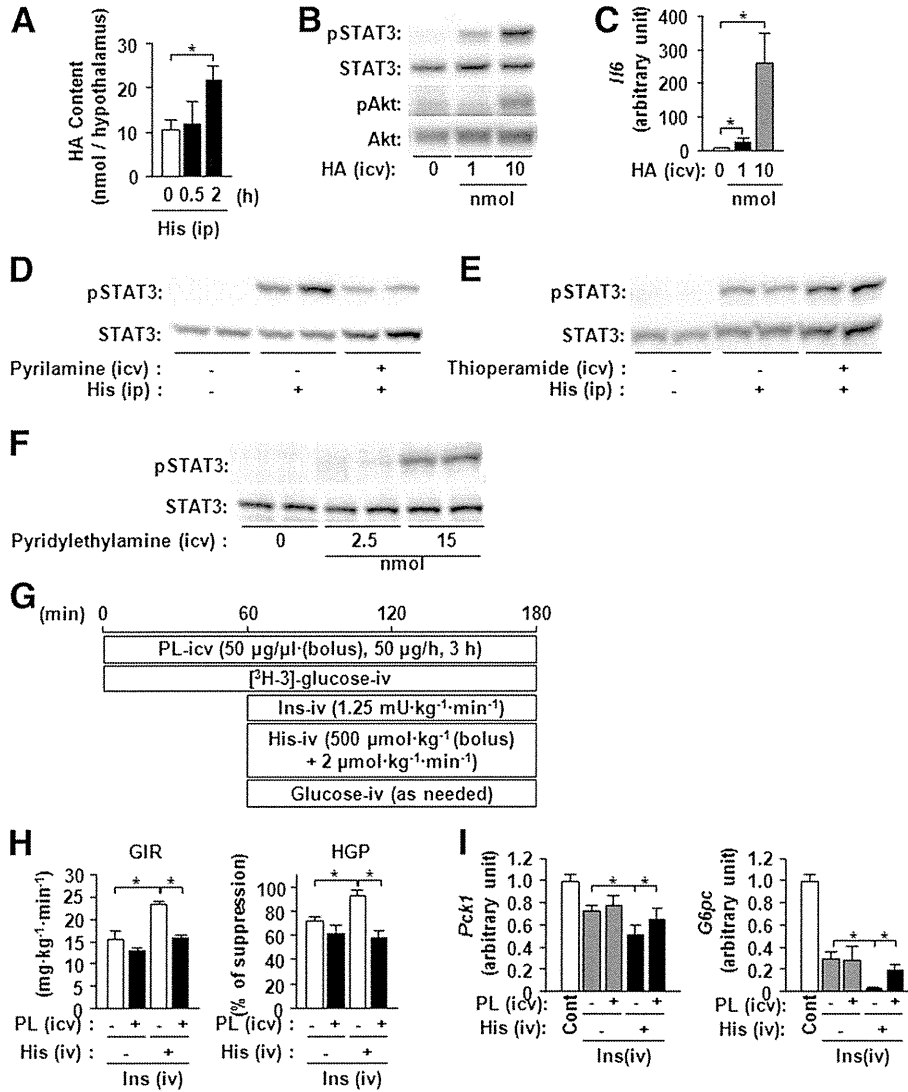 A
HA Content
(nmol / hypothalamus)
30
20
10
0
*
0 0.5 2 (h)
His (ip)
B
pSTAT3:
STAT3:
pAkt:
Akt:
HA (icv): 0 1 10
nmol
C
Il6
(arbitrary unit)
400
300
200
100
0
*
*
HA (icv): 0 1 10
nmol
D
pSTAT3:
STAT3:
Pyrilamine (icv) : - - +
His (ip) : - + +
E
pSTAT3:
STAT3:
Thioperamide (icv) : - - +
His (ip) : - + +
F
pSTAT3:
STAT3:
Pyridylethylamine (icv) : 0 2.5 15
nmol
G
(min) 0 60 120 180
PL-icv (50 µg/µl·(bolus), 50 µg/h, 3 h)
[³H-3]-glucose-iv
Ins-iv (1.25 mU·kg⁻¹·min⁻¹)
His-iv (500 µmol·kg⁻¹ (bolus)
+ 2 µmol·kg⁻¹·min⁻¹)
Glucose-iv (as needed)
H
GIR
(mg·kg⁻¹·min⁻¹)
30
25
20
15
10
5
0
* *
PL (icv) : - + - +
His (iv) : - +
Ins (iv)
HGP
(% of suppression)
100
80
60
40
20
0
* *
PL (icv) : - + - +
His (iv) : - +
Ins (iv)
I
Pck1
(arbitrary unit)
1.2
1.0
0.8
0.6
0.4
0.2
0
* *
PL (icv): Cont - + - +
His (iv): - +
Ins(iv)
G6pc
(arbitrary unit)
1.2
1.0
0.8
0.6
0.4
0.2
0
* *
PL (icv): Cont - + - +
His (iv): - +
Ins(iv)